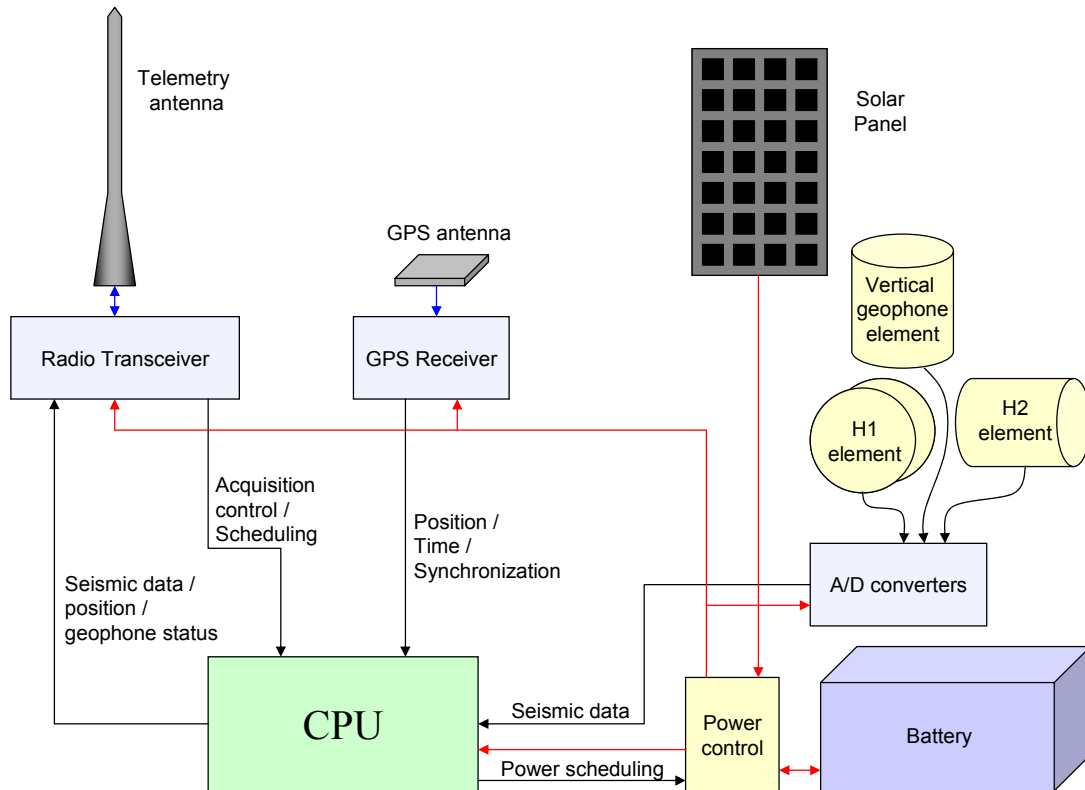 Telemetry
antenna
Solar
Panel
GPS antenna
Vertical
geophone
element
Radio Transceiver
GPS Receiver
H1
element
H2
element
Acquisition
control /
Scheduling
Position /
Time /
Synchronization
Seismic data /
position /
geophone status
A/D converters
CPU
Seismic data
Power
control
Battery
Power scheduling